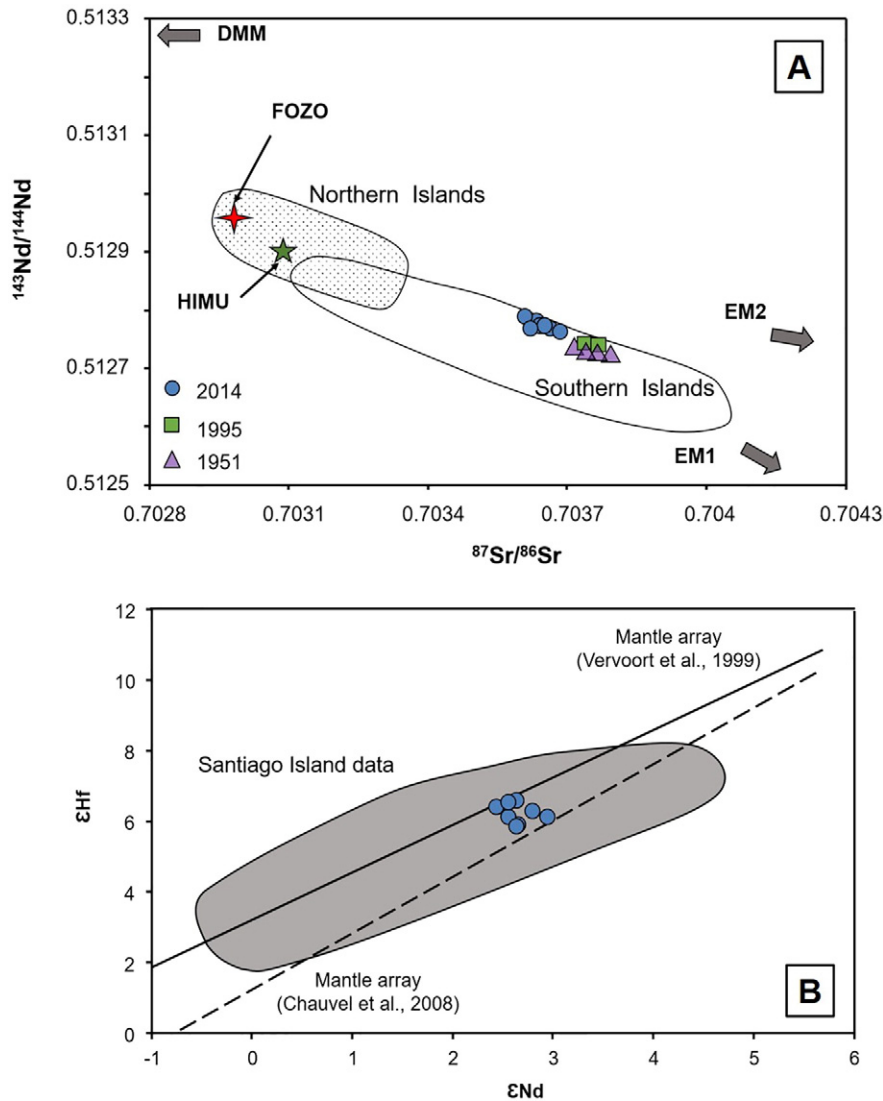 0.5133
DMM
A
FOZO
0.5131
Northern Islands
143Nd/144Nd
0.5129
HIMU
EM2
0.5127
2014
Southern Islands
1995
EM1
1951
0.5125
0.7028
0.7031
0.7034
0.7037
0.704
0.7043
87Sr/86Sr
12
Mantle array
(Vervoort et al., 1999)
10
8
Santiago Island data
εHf
6
4
2
Mantle array
(Chauvel et al., 2008)
B
0
-1
0
1
2
3
4
5
6
εNd